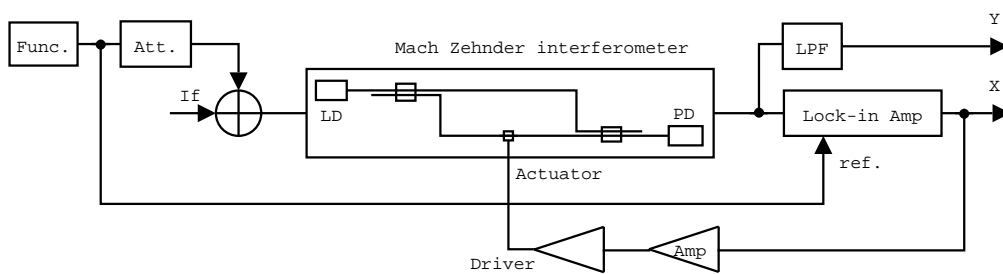 Y
Func.
Att.
Mach Zehnder interferometer
LPF
X
If
LD
PD
Lock-in Amp
Actuator
ref.
Driver
Amp